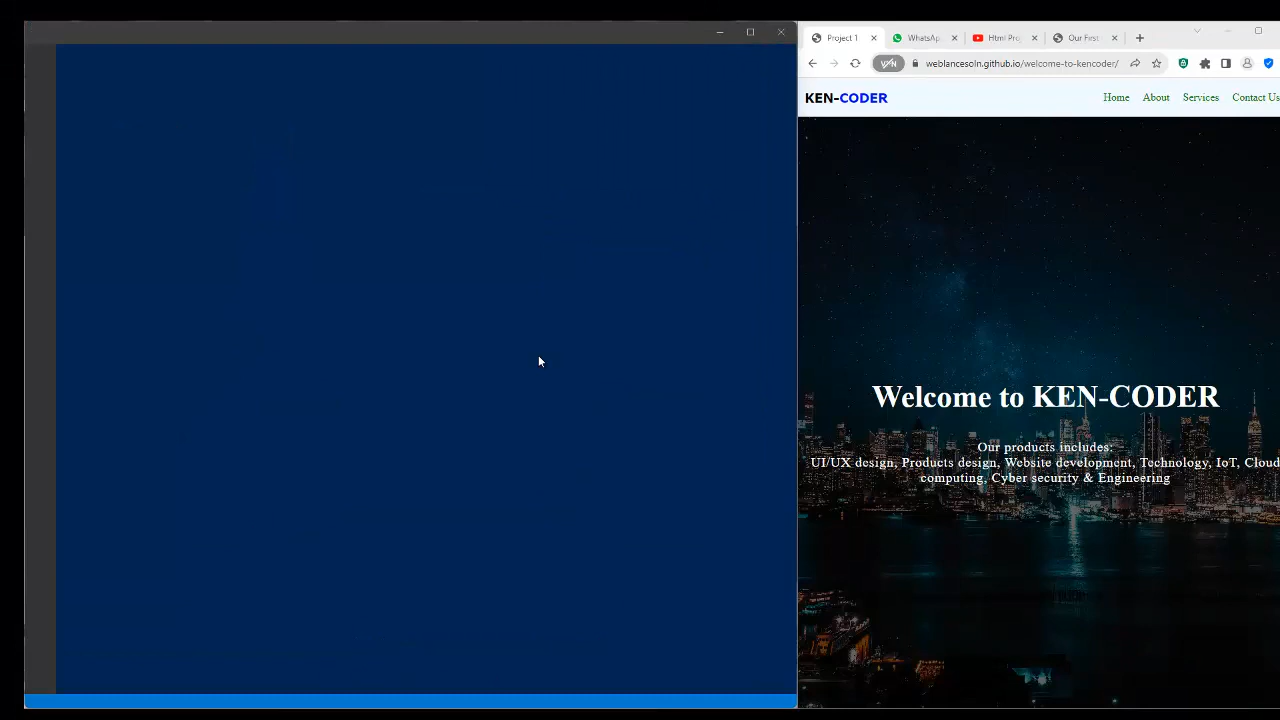 Project 1
WhatsAp
Html Pro
Our First
VPN
weblancesoln.github.io/welcome-to-kencoder/
KEN-CODER
Home About Services Contact Us
Welcome to KEN-CODER
Our products includes
UI/UX design, Products design, Website development, Technology, IoT, Cloud
computing, Cyber security & Engineering